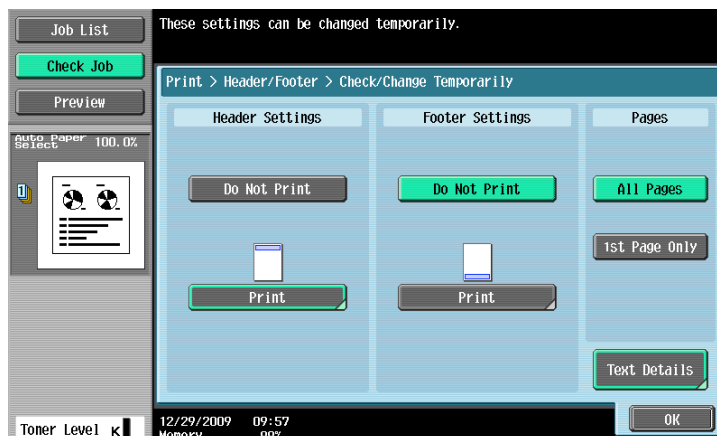 Job List
Check Job
Preview
Auto Paper
Select
100.0%
1
Toner Level K
These settings can be changed temporarily.
Print > Header/Footer > Check/Change Temporarily
Header Settings
Do Not Print
Print
Footer Settings
Do Not Print
Print
Pages
All Pages
1st Page Only
Text Details
OK
12/29/2009 09:57
Memory 99%